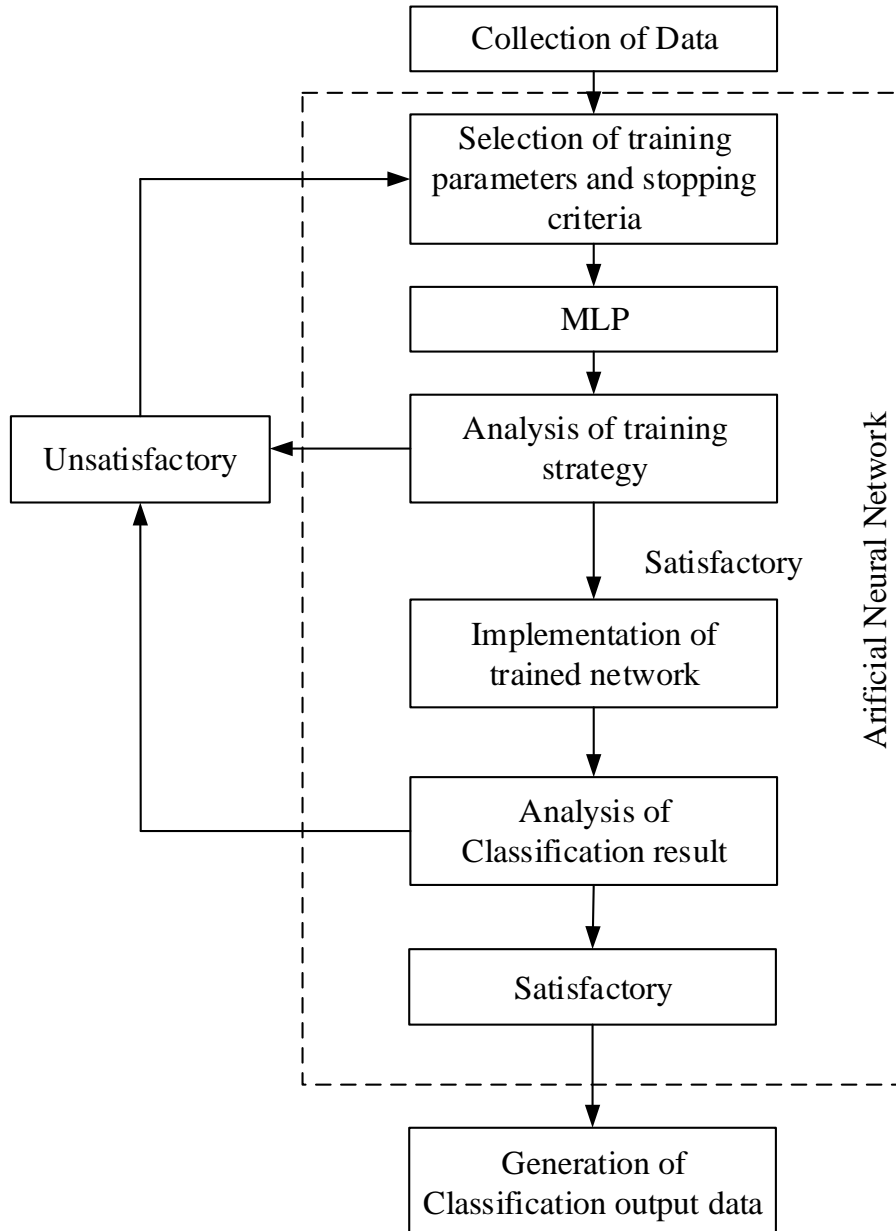 Collection of Data
Selection of training
parameters and stopping
criteria
MLP
Analysis of training
strategy
Unsatisfactory
Satisfactory
Implementation of
trained network
Analysis of
Classification result
Satisfactory
Generation of
Classification output data
Arificial Neural Network